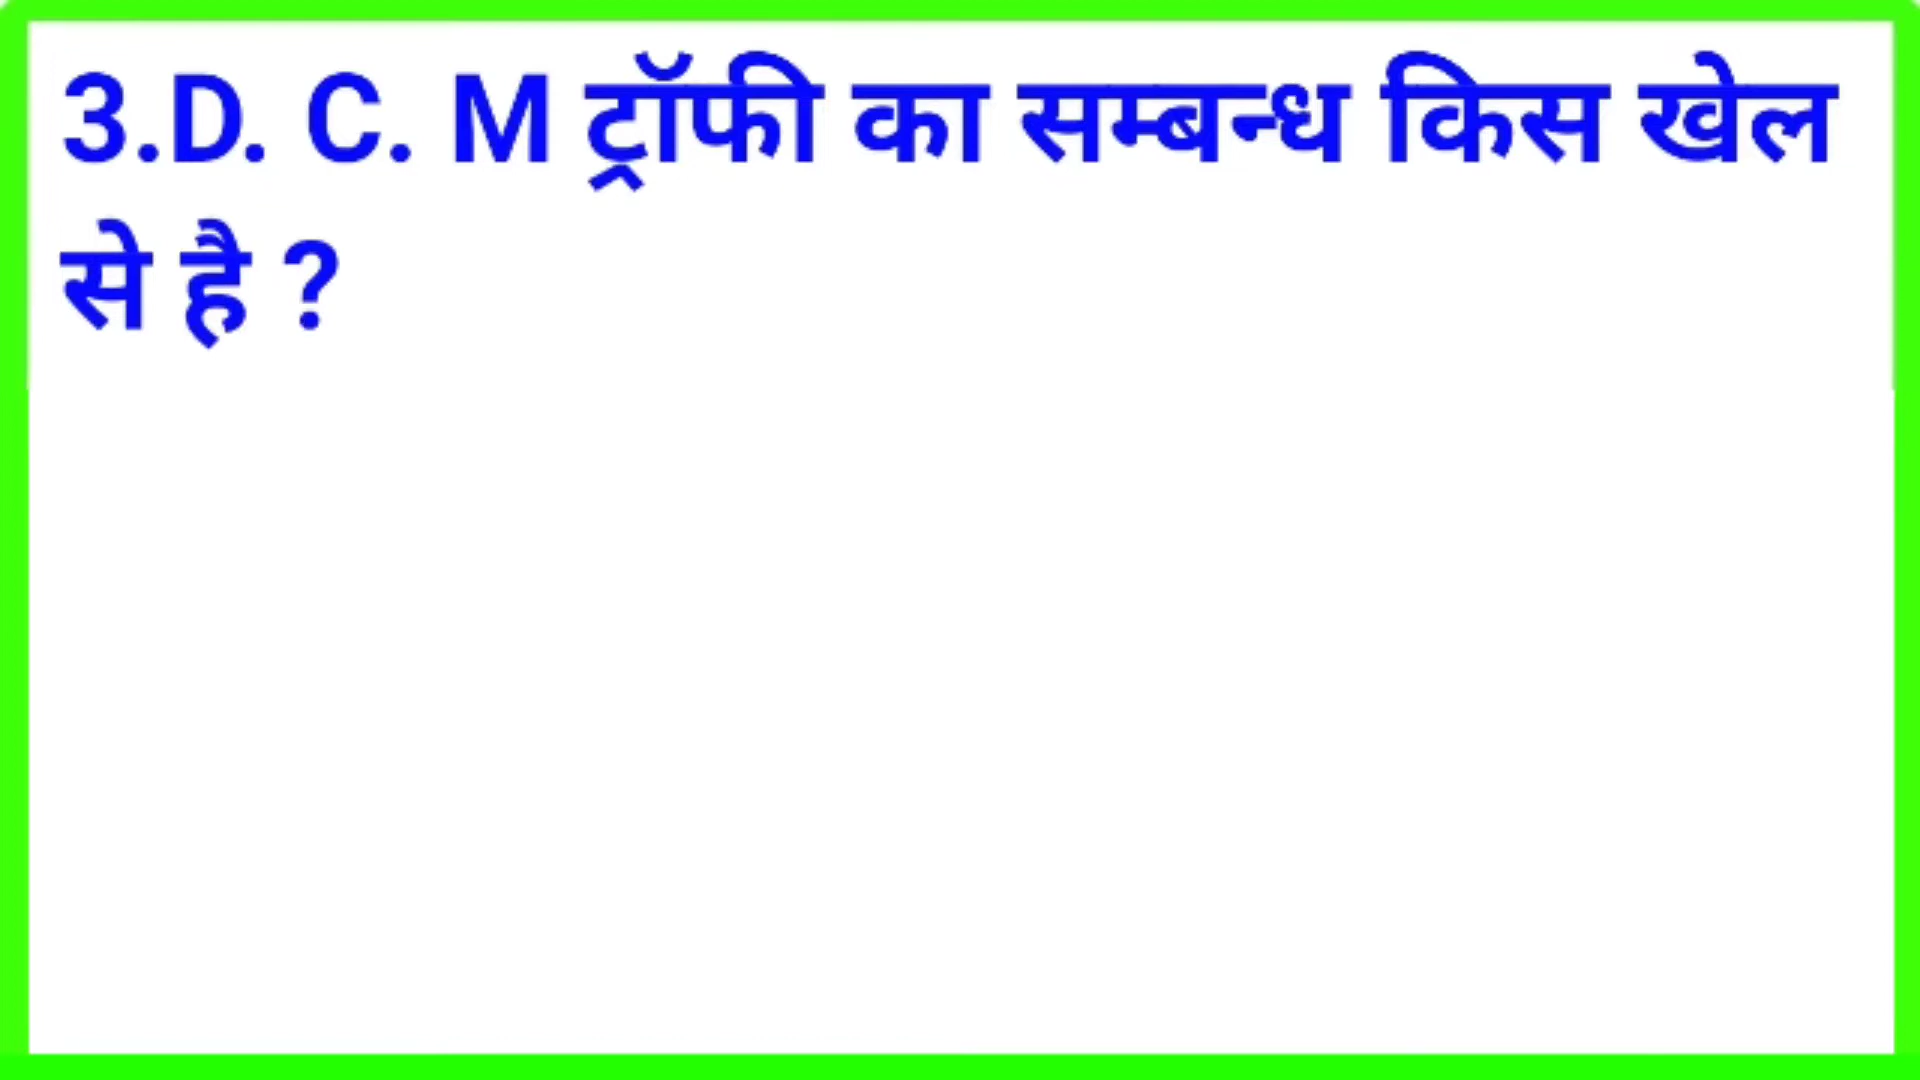 3.D. C. M ट्रॉफी का सम्बन्ध किस खेल
से है ?